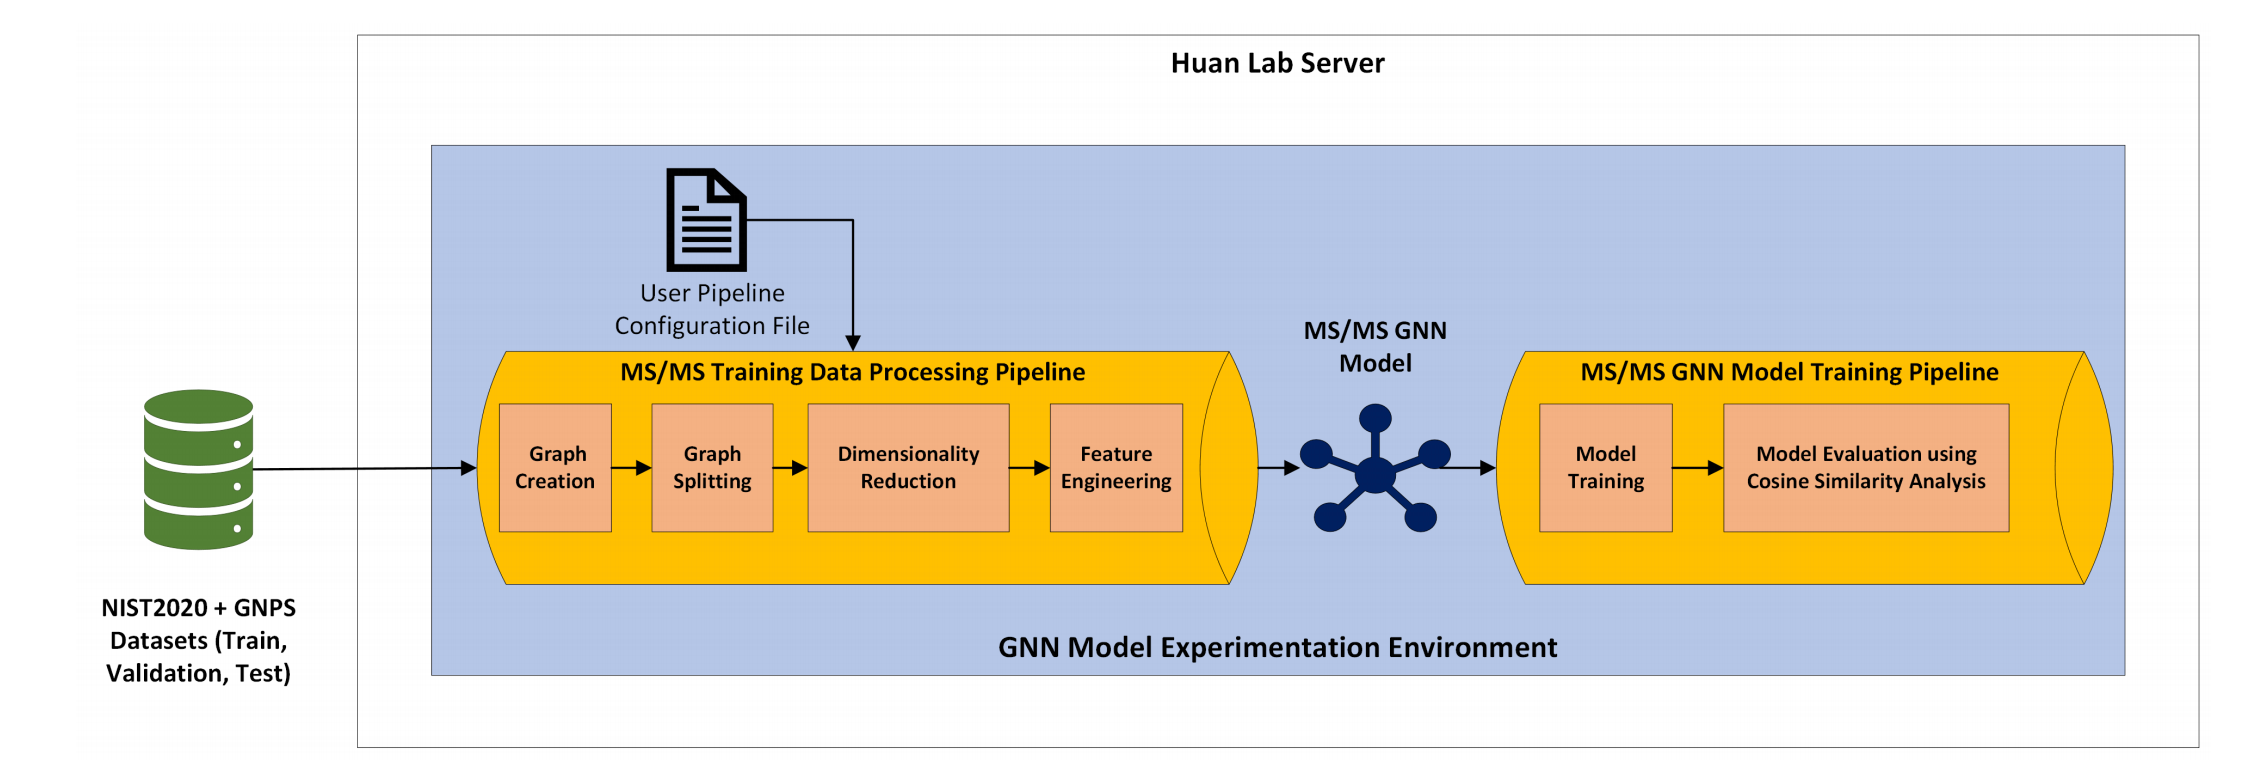 Huan Lab Server
User Pipeline
Configuration File
MS/MS Training Data Processing Pipeline
Graph
Creation
Graph
Splitting
Dimensionality
Reduction
Feature
Engineering
MS/MS GNN
Model
MS/MS GNN Model Training Pipeline
Model
Training
Model Evaluation using
Cosine Similarity Analysis
NIST2020 + GNPS
Datasets (Train,
Validation, Test)
GNN Model Experimentation Environment